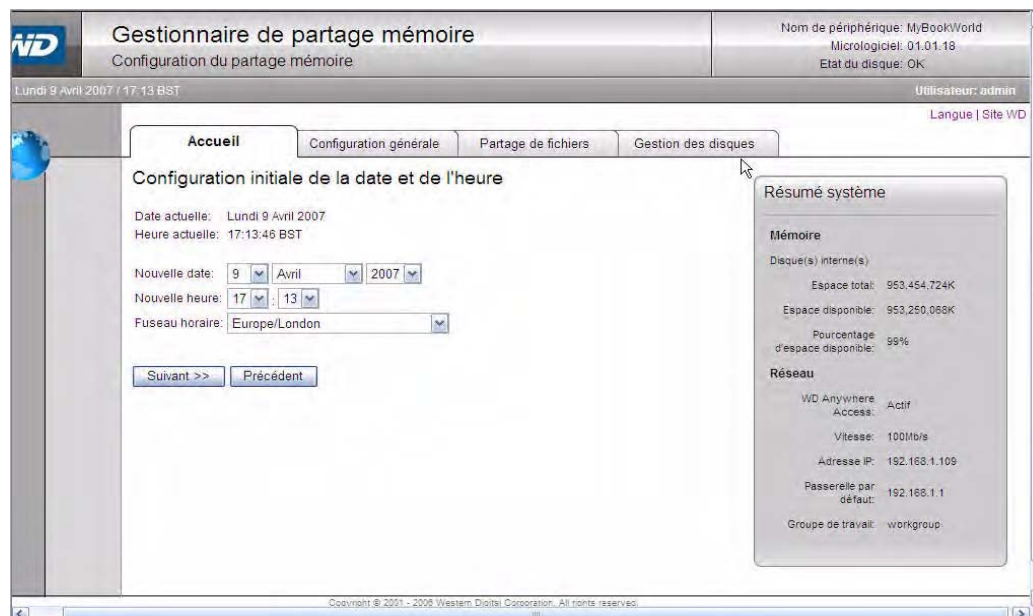 WD
Gestionnaire de partage mémoire
Configuration du partage mémoire
Nom de périphérique: MyBookWorld
Micrologiciel: 01.01.18
Etat du disque: OK
Lundi 9 Avril 2007 / 17:13 BST
Utilisateur: admin
Langue | Site WD
Accueil
Configuration générale
Partage de fichiers
Gestion des disques
Configuration initiale de la date et de l'heure
Date actuelle: Lundi 9 Avril 2007
Heure actuelle: 17:13:46 BST
Nouvelle date: 9 Avril 2007
Nouvelle heure: 17 : 13
Fuseau horaire: Europe/London
Suivant >> Précédent
Résumé système
Mémoire
Disque(s) interne(s)
Espace total: 953,454,724K
Espace disponible: 953,250,068K
Pourcentage
d'espace disponible: 99%
Réseau
WD Anywhere
Access: Actif
Vitesse: 100Mb/s
Adresse IP: 192.168.1.109
Passerelle par
défaut: 192.168.1.1
Groupe de travail: workgroup
Copyright © 2001 - 2006 Western Digital Corporation. All rights reserved.